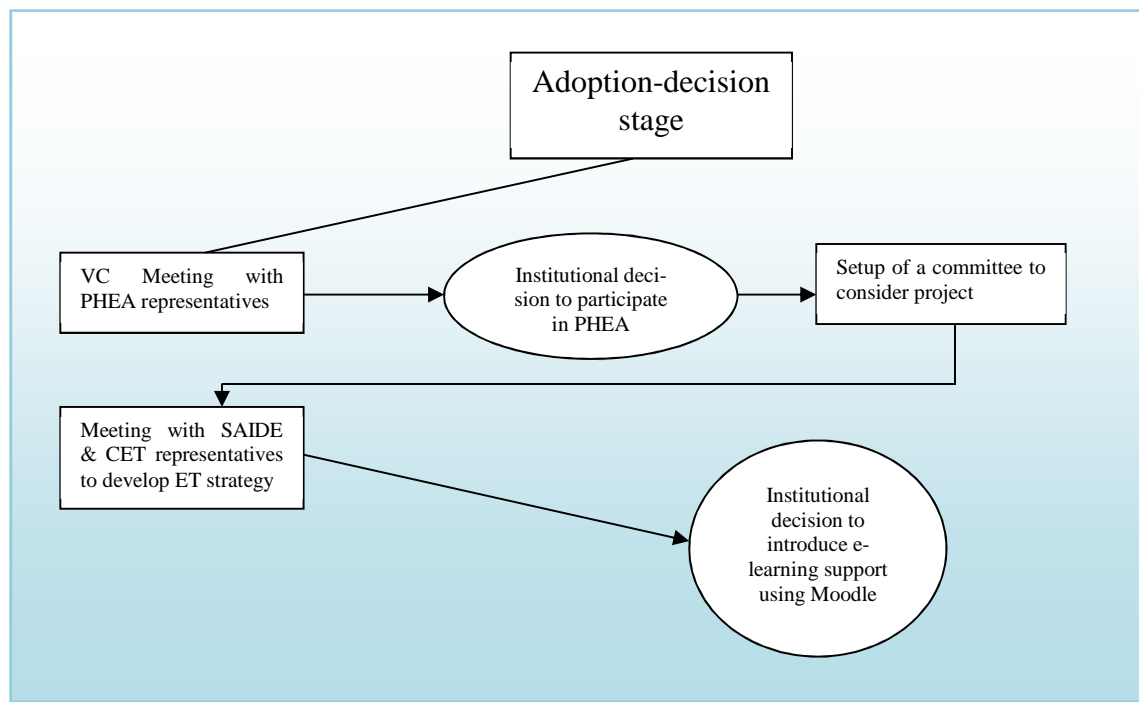 Adoption-decision
stage
VC Meeting with
PHEA representatives
Institutional deci-
sion to participate
in PHEA
Setup of a committee to
consider project
Meeting with SAIDE
& CET representatives
to develop ET strategy
Institutional
decision to
introduce e-
learning support
using Moodle